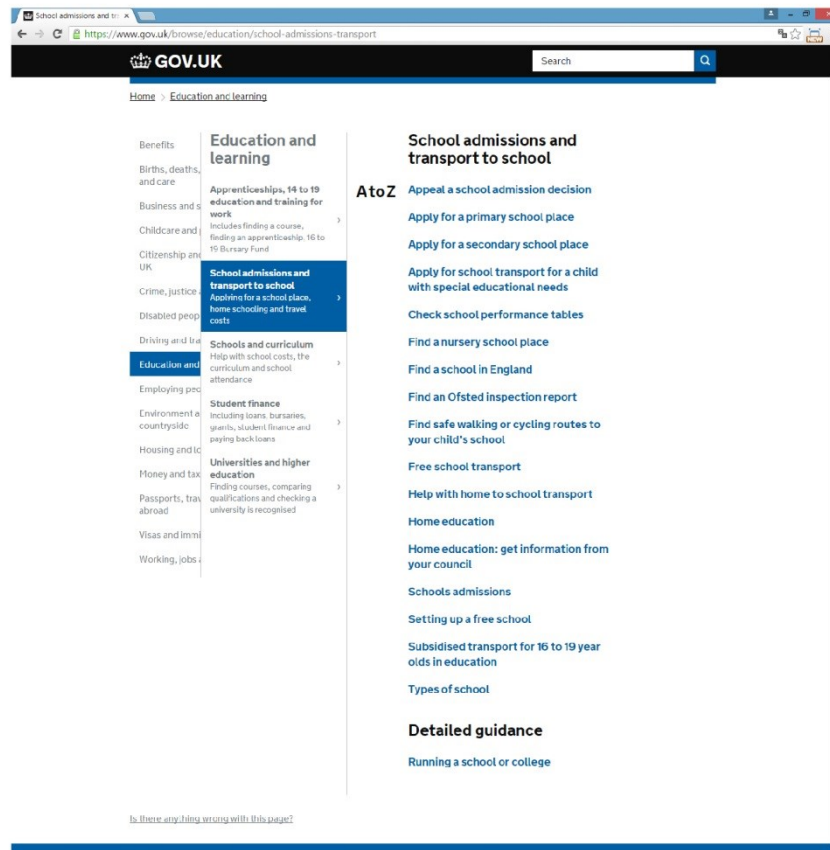 School admissions and tr
https://www.gov.uk/browse/education/school-admissions-transport
GOV.UK
Search
Home > Education and learning
Benefits
Births, deaths,
and care
Business and s
Childcare and
Citizenship and
UK
Crime, justice
Disabled peop
Driving and tra
Education and
Employing peo
Environment a
countryside
Housing and lo
Money and tax
Passports, trav
abroad
Visas and immi
Working, jobs a
Education and
learning
Apprenticeships, 14 to 19
education and training for
work
Includes finding a course,
finding an apprenticeship, 16 to
19 Bursary Fund
School admissions and
transport to school
Applying for a school place,
home schooling and travel
costs
Schools and curriculum
Help with school costs, the
curriculum and school
attendance
Student finance
Including loans, bursaries,
grants, student finance and
paying back loans
Universities and higher
education
Finding courses, comparing
qualifications and checking a
university is recognised
School admissions and
transport to school
A to Z
Appeal a school admission decision
Apply for a primary school place
Apply for a secondary school place
Apply for school transport for a child
with special educational needs
Check school performance tables
Find a nursery school place
Find a school in England
Find an Ofsted inspection report
Find safe walking or cycling routes to
your child's school
Free school transport
Help with home to school transport
Home education
Home education: get information from
your council
Schools admissions
Setting up a free school
Subsidised transport for 16 to 19 year
olds in education
Types of school
Detailed guidance
Running a school or college
Is there anything wrong with this page?